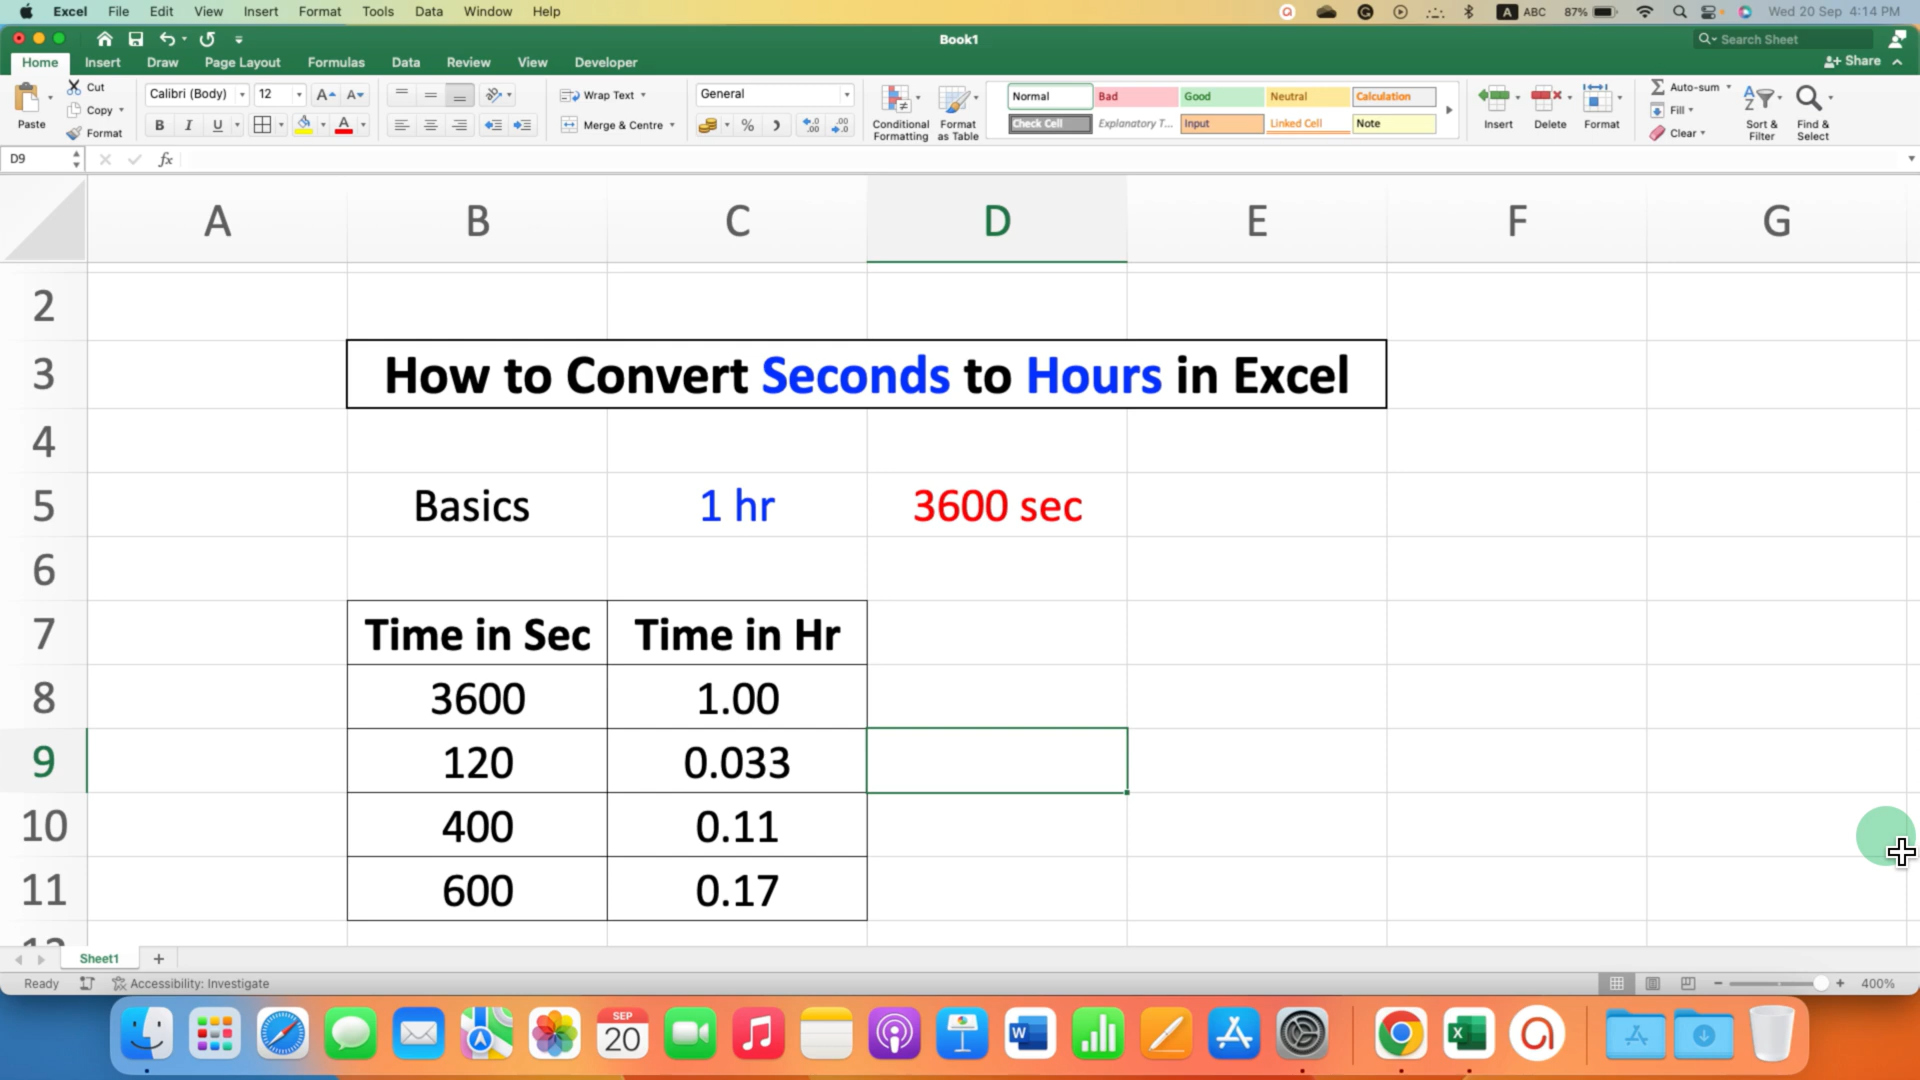 Excel File Edit View Insert Format Tools Data Window Help A ABC 87% Wed 20 Sep 4:14 PM
Book1 Search Sheet
Home Insert Draw Page Layout Formulas Data Review View Developer Share
Paste Cut Copy Format
Calibri (Body) 12 A A
B I U A
Wrap Text
Merge & Centre
General
% .0 .00 .00 .0
Conditional Formatting
Format as Table
Normal Bad Good Neutral Calculation
Check Cell Explanatory T... Input Linked Cell Note
Insert Delete Format
Auto-sum
Fill
Clear
Sort & Filter
Find & Select
D9 fx
A B C D E F G
2
3 How to Convert Seconds to Hours in Excel
4
5 Basics 1 hr 3600 sec
6
7 Time in Sec Time in Hr
8 3600 1.00
9 120 0.033
10 400 0.11
11 600 0.17
12
Sheet1 +
Ready Accessibility: Investigate 400%
SEP
20
W
X